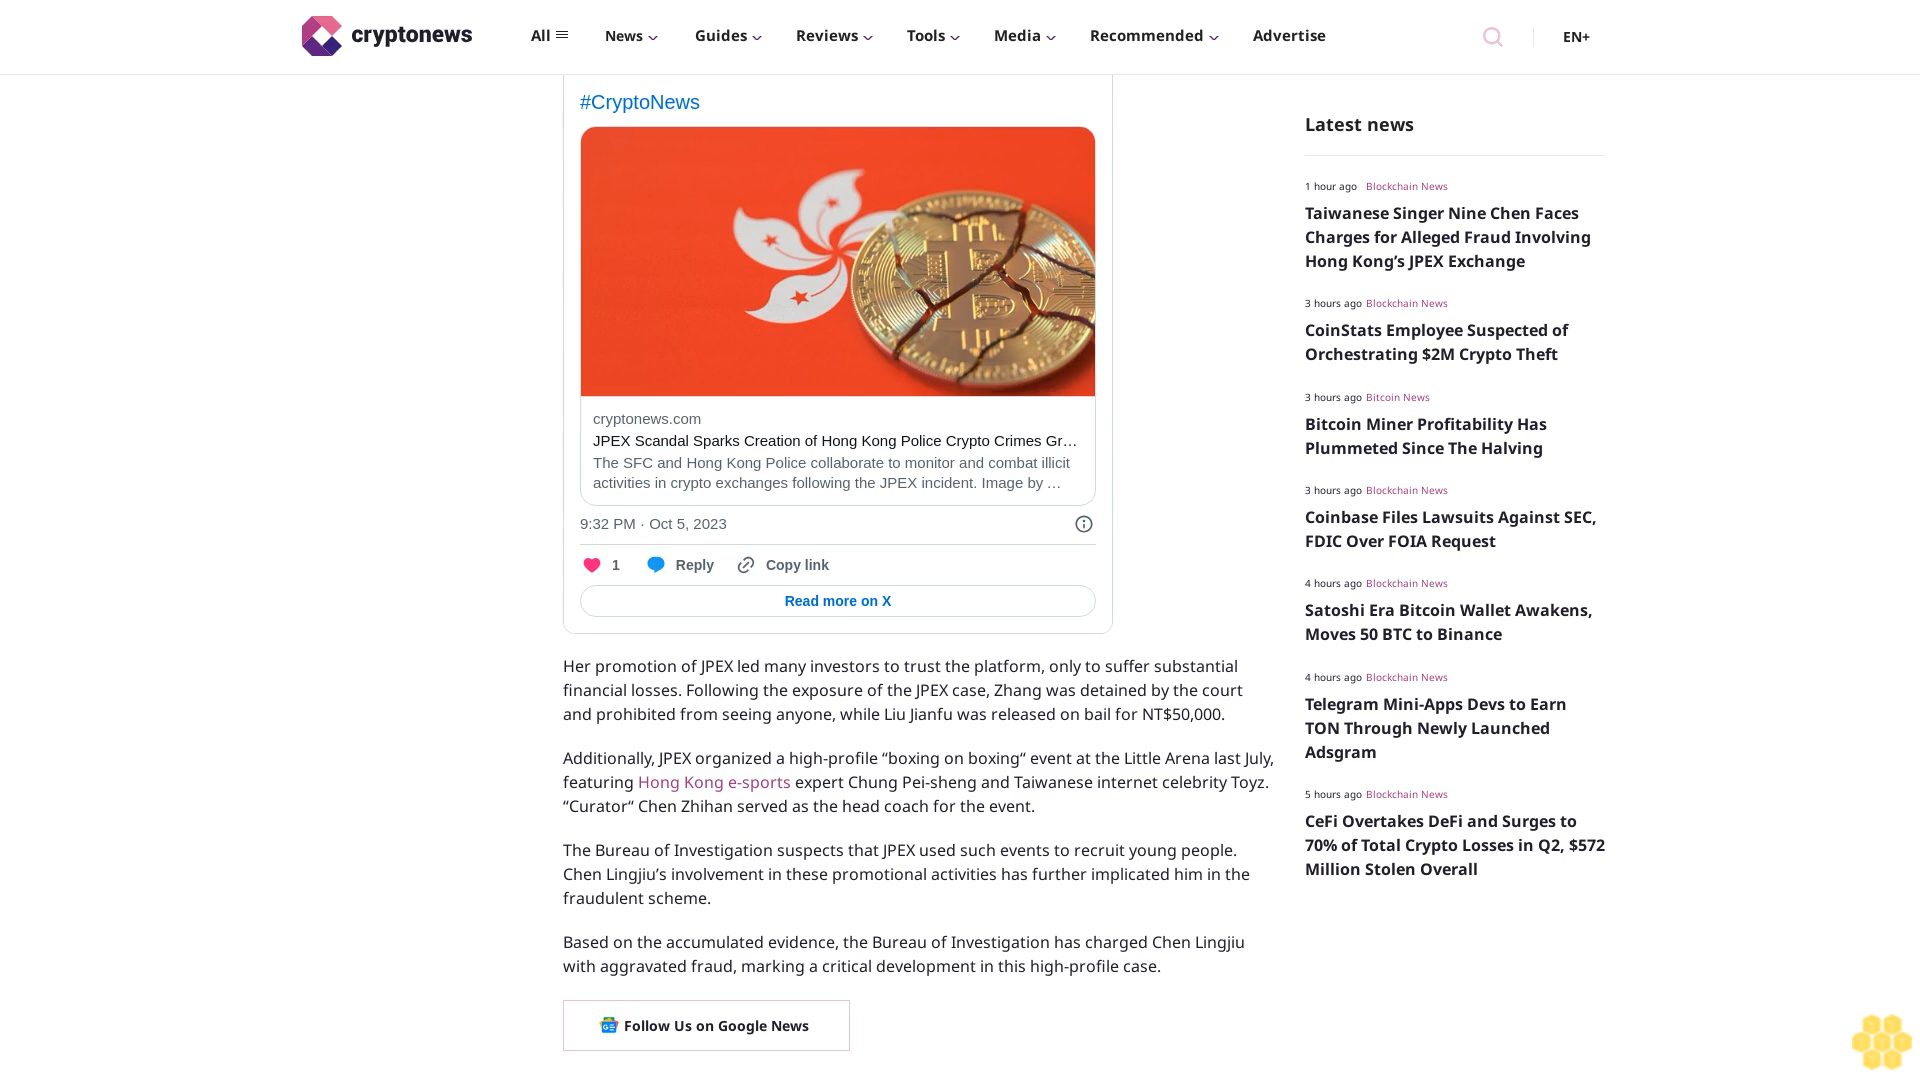 cryptonews
All
News
Guides
Reviews
Tools
Media
Recommended
Advertise
EN+
#CryptoNews
cryptonews.com
JPEX Scandal Sparks Creation of Hong Kong Police Crypto Crimes Gr…
The SFC and Hong Kong Police collaborate to monitor and combat illicit
activities in crypto exchanges following the JPEX incident. Image by …
9:32 PM · Oct 5, 2023
1
Reply
Copy link
Read more on X
Her promotion of JPEX led many investors to trust the platform, only to suffer substantial
financial losses. Following the exposure of the JPEX case, Zhang was detained by the court
and prohibited from seeing anyone, while Liu Jianfu was released on bail for NT$50,000.
Additionally, JPEX organized a high-profile “boxing on boxing“ event at the Little Arena last July,
featuring Hong Kong e-sports expert Chung Pei-sheng and Taiwanese internet celebrity Toyz.
“Curator“ Chen Zhihan served as the head coach for the event.
The Bureau of Investigation suspects that JPEX used such events to recruit young people.
Chen Lingjiu’s involvement in these promotional activities has further implicated him in the
fraudulent scheme.
Based on the accumulated evidence, the Bureau of Investigation has charged Chen Lingjiu
with aggravated fraud, marking a critical development in this high-profile case.
Follow Us on Google News
Latest news
1 hour ago Blockchain News
Taiwanese Singer Nine Chen Faces
Charges for Alleged Fraud Involving
Hong Kong’s JPEX Exchange
3 hours ago Blockchain News
CoinStats Employee Suspected of
Orchestrating $2M Crypto Theft
3 hours ago Bitcoin News
Bitcoin Miner Profitability Has
Plummeted Since The Halving
3 hours ago Blockchain News
Coinbase Files Lawsuits Against SEC,
FDIC Over FOIA Request
4 hours ago Blockchain News
Satoshi Era Bitcoin Wallet Awakens,
Moves 50 BTC to Binance
4 hours ago Blockchain News
Telegram Mini-Apps Devs to Earn
TON Through Newly Launched
Adsgram
5 hours ago Blockchain News
CeFi Overtakes DeFi and Surges to
70% of Total Crypto Losses in Q2, $572
Million Stolen Overall